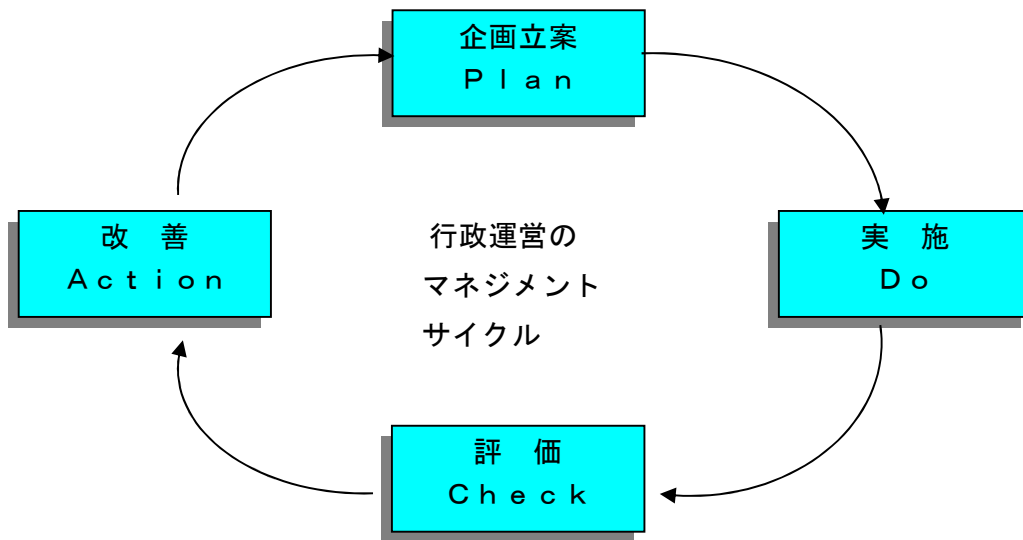 企画立案
Ｐｌａｎ
改　善
Ａｃｔｉｏｎ
行政運営の
マネジメント
サイクル
実　施
Ｄｏ
評　価
Ｃｈｅｃｋ